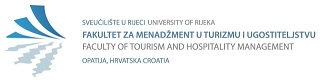 SVEUČILIŠTE U RIJECI UNIVERSITY OF RIJEKA
FAKULTET ZA MENADŽMENT U TURIZMU I UGOSTITELJSTVU
FACULTY OF TOURISM AND HOSPITALITY MANAGEMENT
OPATIJA, HRVATSKA CROATIA